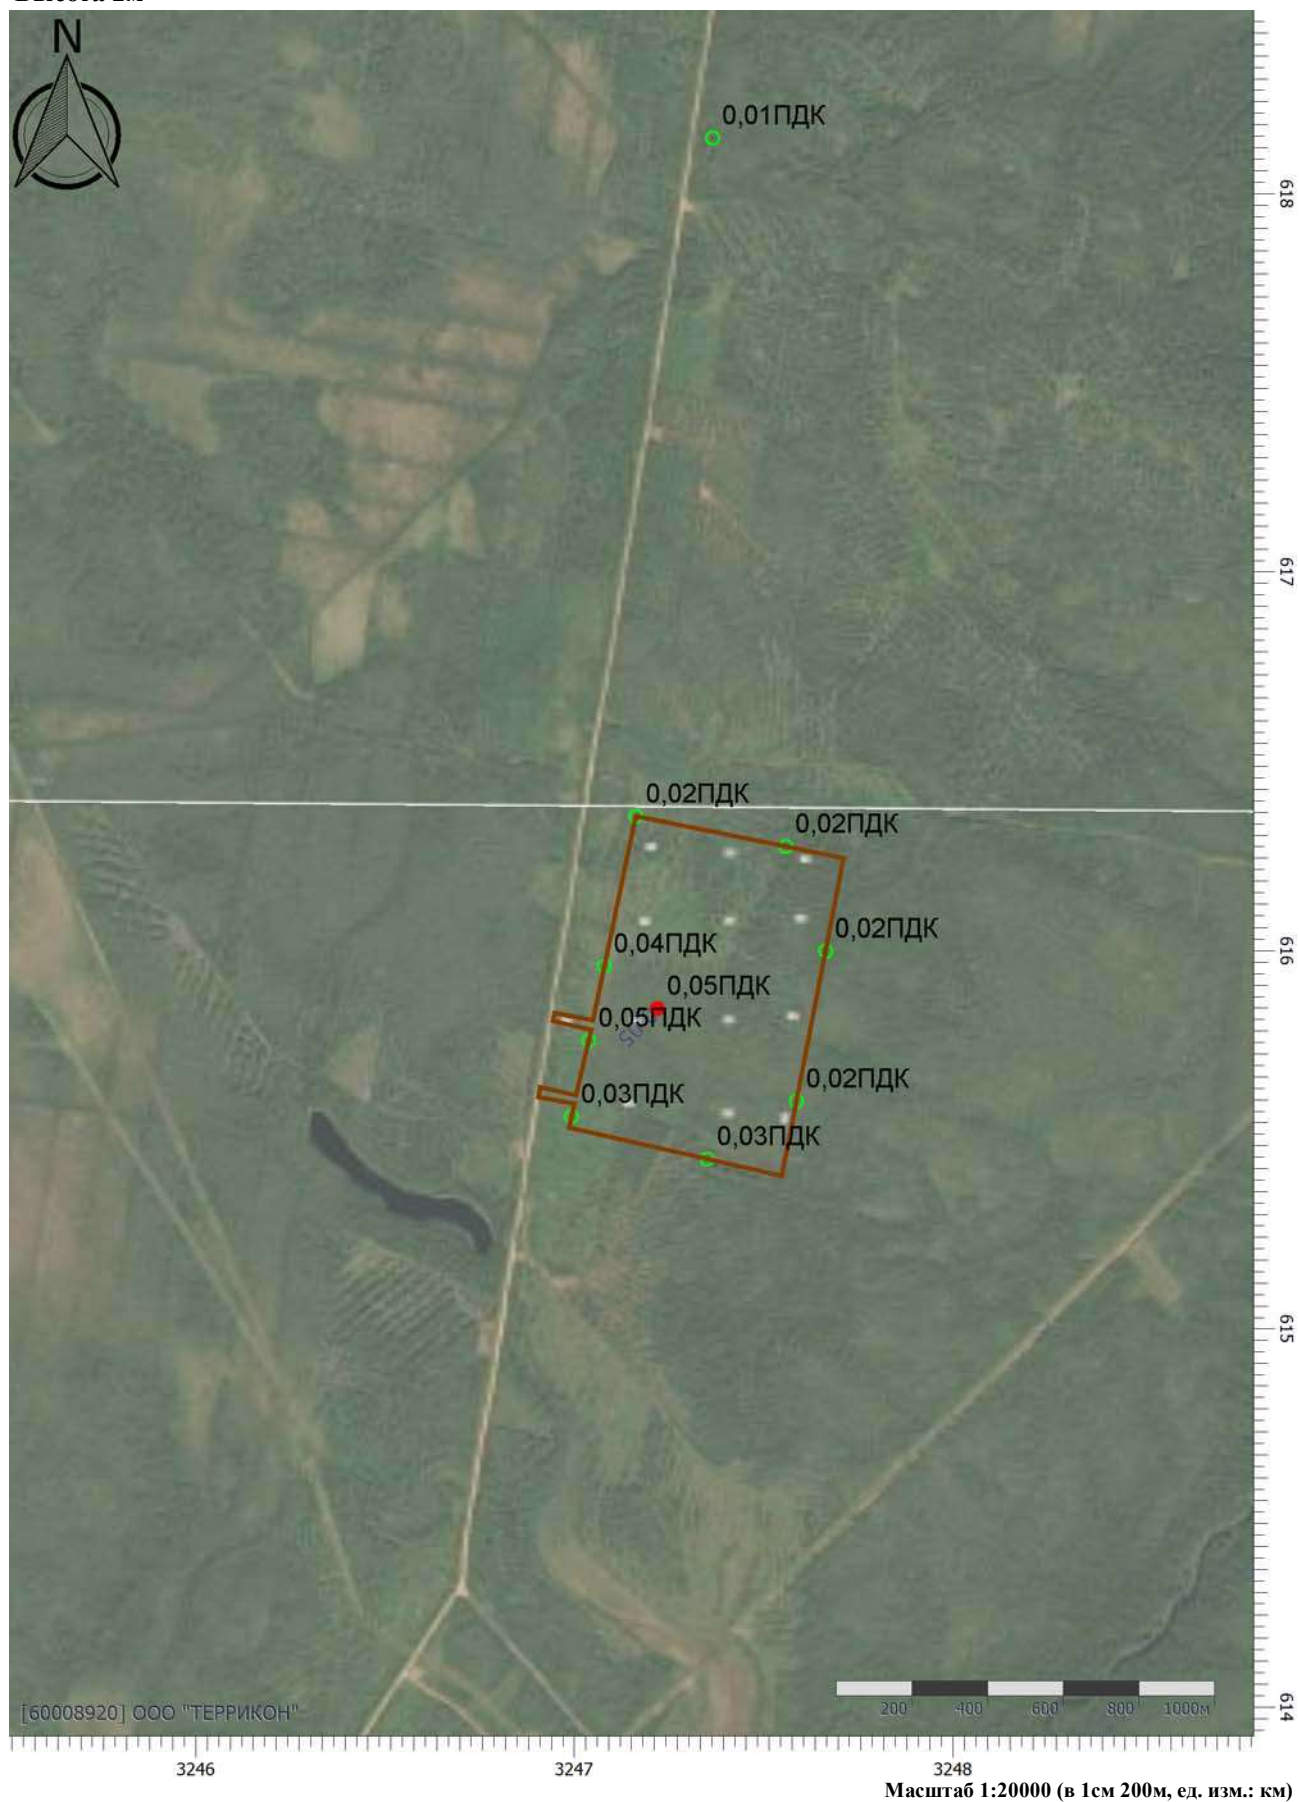 Высота 2м
N
0,01ПДК
618
617
0,02ПДК
0,02ПДК
0,02ПДК
0,04ПДК
616
0,05ПДК
0,05ПДК
0,02ПДК
0,03ПДК
0,03ПДК
615
[60008920] ООО "ТЕРРИКОН"
200 400 600 800 1000м
614
3246 3247 3248
Масштаб 1:20000 (в 1см 200м, ед. изм.: км)